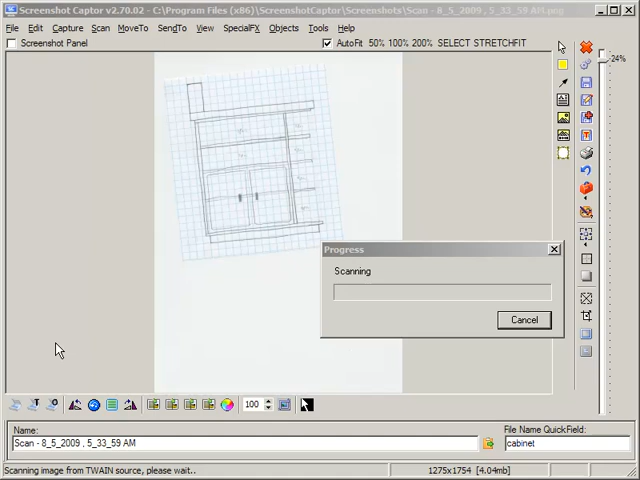 Screenshot Captor v2.70.02 - C:\Program Files (x86)\ScreenshotCaptor\Screenshots\Scan - 8_5_2009 , 5_33_59 AM.png
File Edit Capture Scan MoveTo SendTo View SpecialFX Objects Tools Help
Screenshot Panel AutoFit 50% 100% 200% SELECT STRETCHFIT
24%
Progress
Scanning
Cancel
100
Name: File Name QuickField:
Scan - 8_5_2009 , 5_33_59 AM cabinet
Scanning image from TWAIN source, please wait.. 1275x1754 [4.04mb]